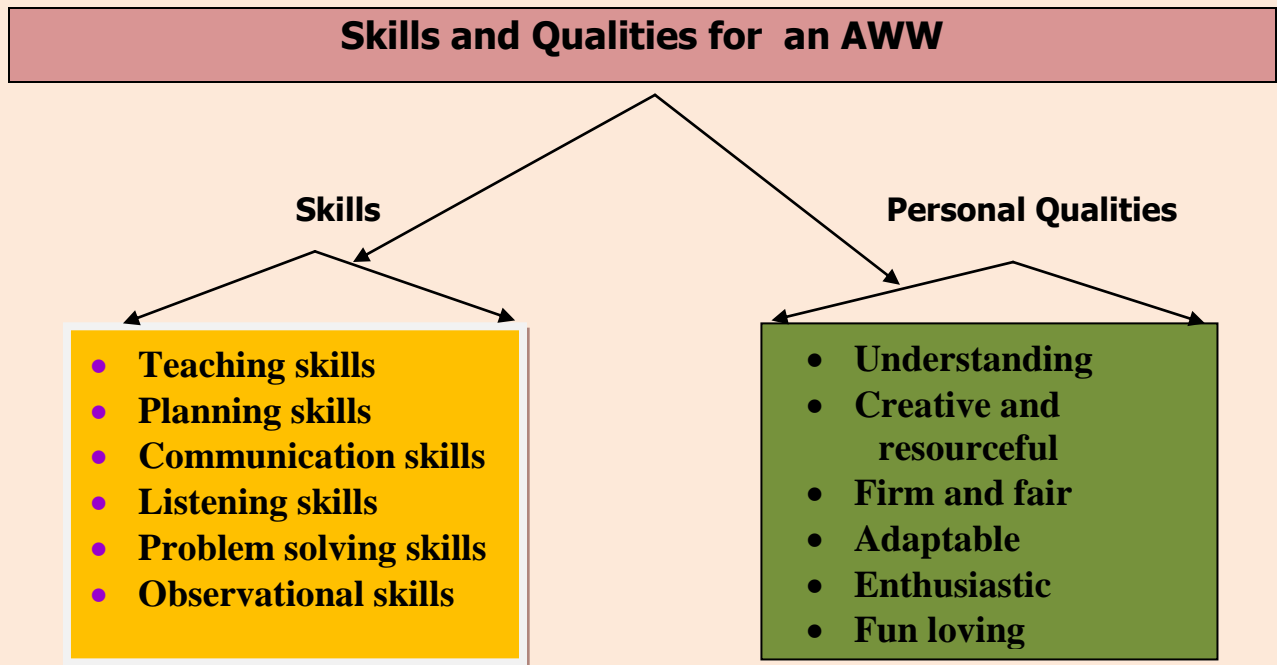 Skills and Qualities for an AWW
Skills
Personal Qualities
• Teaching skills
• Planning skills
• Communication skills
• Listening skills
• Problem solving skills
• Observational skills
• Understanding
• Creative and
resourceful
• Firm and fair
• Adaptable
• Enthusiastic
• Fun loving